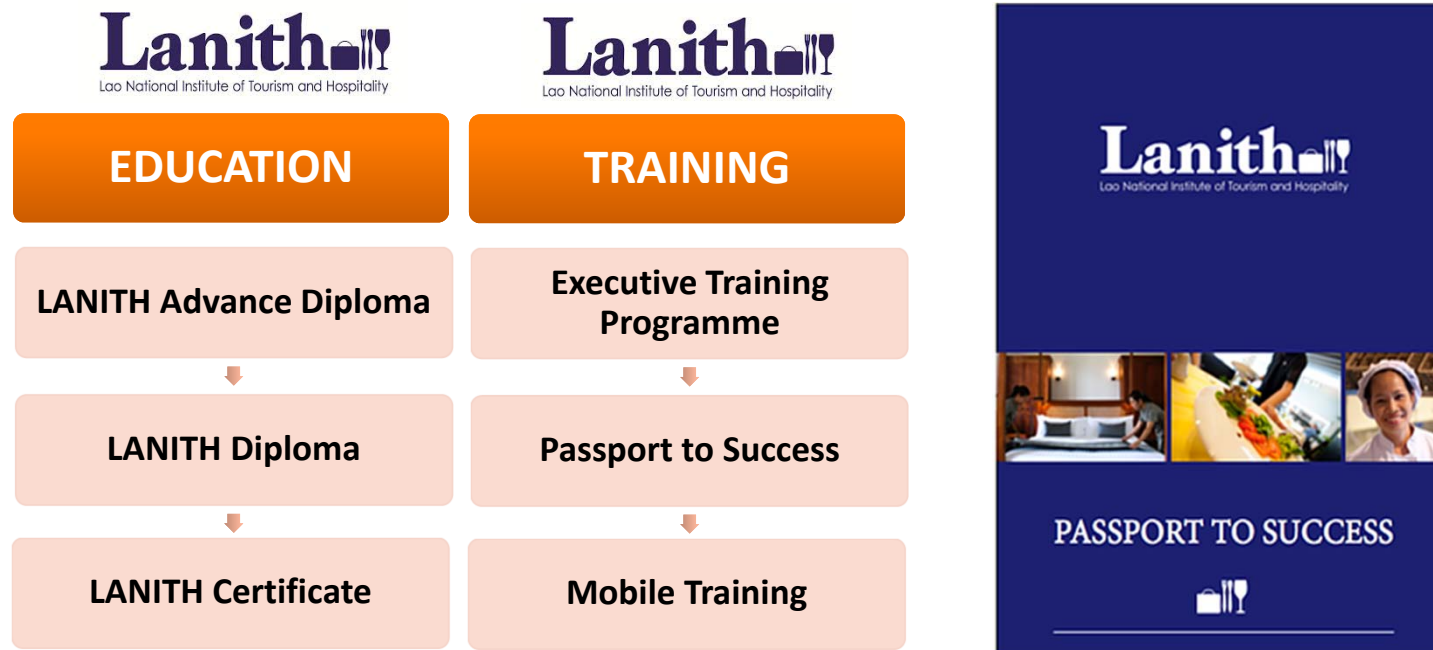 Lanith
Lao National Institute of Tourism and Hospitality
EDUCATION
LANITH Advance Diploma
LANITH Diploma
LANITH Certificate
Lanith
Lao National Institute of Tourism and Hospitality
TRAINING
Executive Training
Programme
Passport to Success
Mobile Training
Lanith
Lao National Institute of Tourism and Hospitality
PASSPORT TO SUCCESS